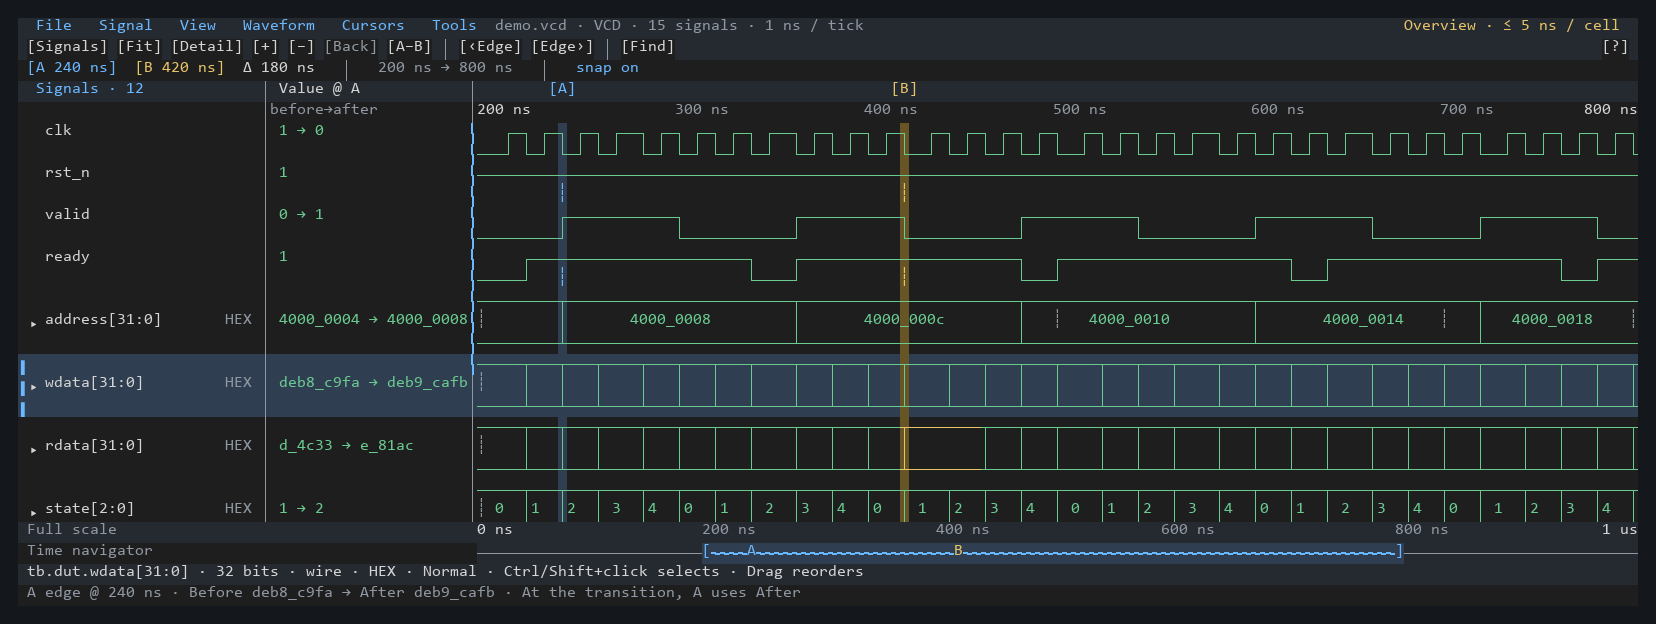 File Signal View Waveform Cursors Tools demo.vcd · VCD · 15 signals · 1 ns / tick Overview · ≤ 5 ns / cell
[Signals] [Fit] [Detail] [+] [−] [Back] [A−B] │ [‹Edge] [Edge›] │ [Find] [?]
[A 240 ns] [B 420 ns] Δ 180 ns │ 200 ns → 800 ns │ snap on
Signals · 12 Value @ A [A] [B]
before→after 200 ns 300 ns 400 ns 500 ns 600 ns 700 ns 800 ns
clk 1 → 0
rst_n 1
valid 0 → 1
ready 1
▸ address[31:0] HEX 4000_0004 → 4000_0008 4000_0008 4000_000c 4000_0010 4000_0014 4000_0018
▸ wdata[31:0] HEX deb8_c9fa → deb9_cafb
▸ rdata[31:0] HEX d_4c33 → e_81ac
▸ state[2:0] HEX 1 → 2 0 1 2 3 4 0 1 2 3 4 0 1 2 3 4 0 1 2 3 4 0 1 2 3 4 0 1 2 3 4
Full scale 0 ns 200 ns 400 ns 600 ns 800 ns 1 us
Time navigator [ A B ]
tb.dut.wdata[31:0] · 32 bits · wire · HEX · Normal · Ctrl/Shift+click selects · Drag reorders
A edge @ 240 ns · Before deb8_c9fa → After deb9_cafb · At the transition, A uses After